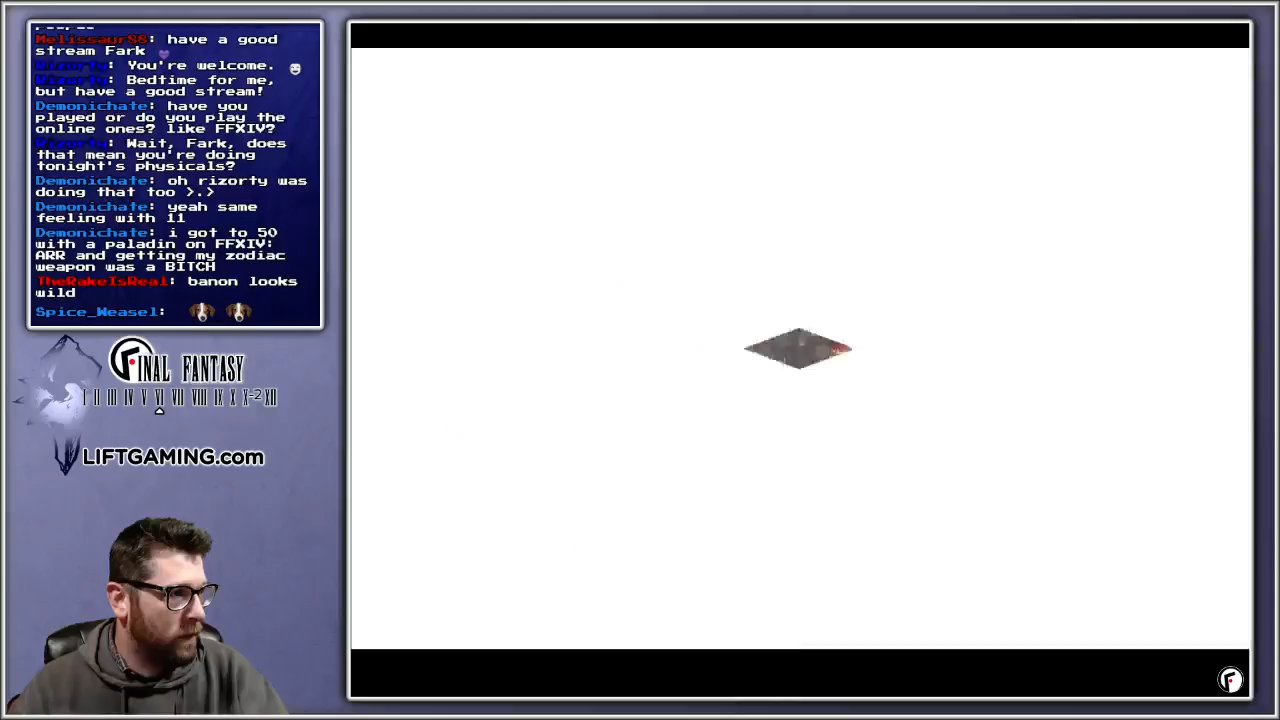 Melissaur88: have a good
stream Fark
Rizorty: You're welcome.
Rizorty: Bedtime for me,
but have a good stream!
Demonichate: have you
played or do you play the
online ones? like FFXIV?
Rizorty: Wait, Fark, does
that mean you're doing
tonight's physicals?
Demonichate: oh rizorty was
doing that too >.>
Demonichate: yeah same
feeling with 11
Demonichate: i got to 50
with a paladin on FFXIV:
ARR and getting my zodiac
weapon was a BITCH
TheRakeIsReal: banon looks
wild
Spice_Weasel:
FINAL FANTASY
I II III IV V VI VII VIII IX X X-2 XII
LIFTGAMING.com